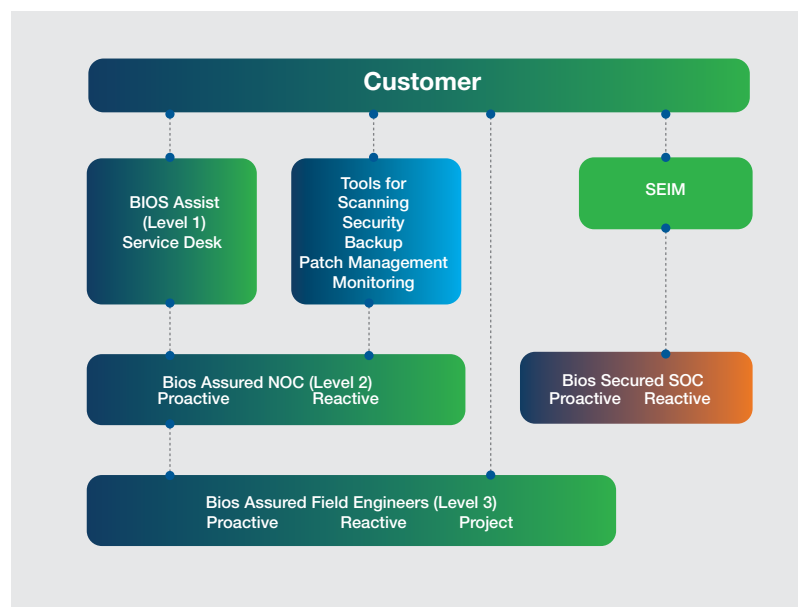 Customer
BIOS Assist
(Level 1)
Service Desk
Tools for
Scanning
Security
Backup
Patch Management
Monitoring
SEIM
Bios Assured NOC (Level 2)
Proactive Reactive
Bios Secured SOC
Proactive Reactive
Bios Assured Field Engineers (Level 3)
Proactive Reactive Project